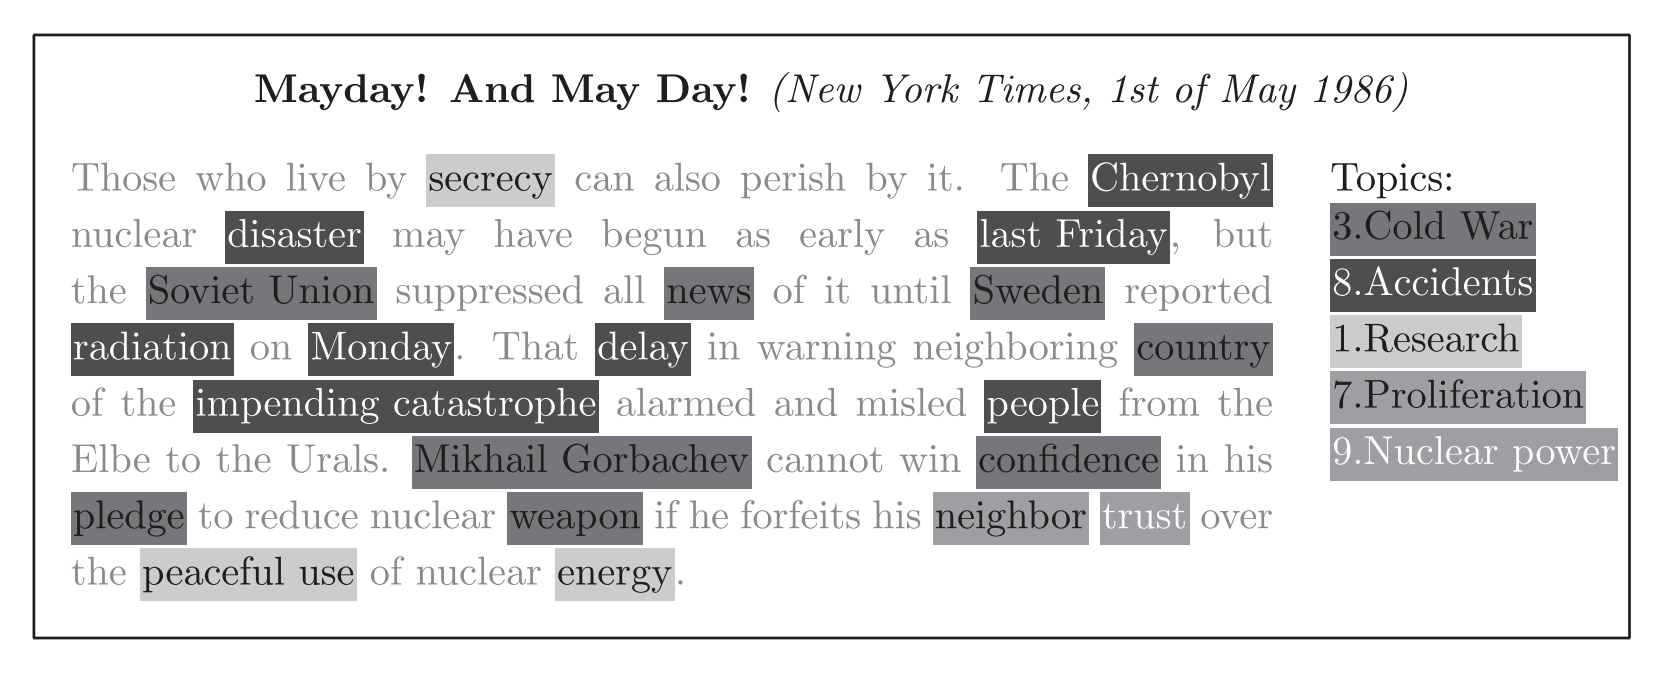 Mayday! And May Day! (New York Times, 1st of May 1986)
Those who live by secrecy can also perish by it. The Chernobyl
nuclear disaster may have begun as early as last Friday, but
the Soviet Union suppressed all news of it until Sweden reported
radiation on Monday. That delay in warning neighboring country
of the impending catastrophe alarmed and misled people from the
Elbe to the Urals. Mikhail Gorbachev cannot win confidence in his
pledge to reduce nuclear weapon if he forfeits his neighbor trust over
the peaceful use of nuclear energy.
Topics:
3.Cold War
8.Accidents
1.Research
7.Proliferation
9.Nuclear power